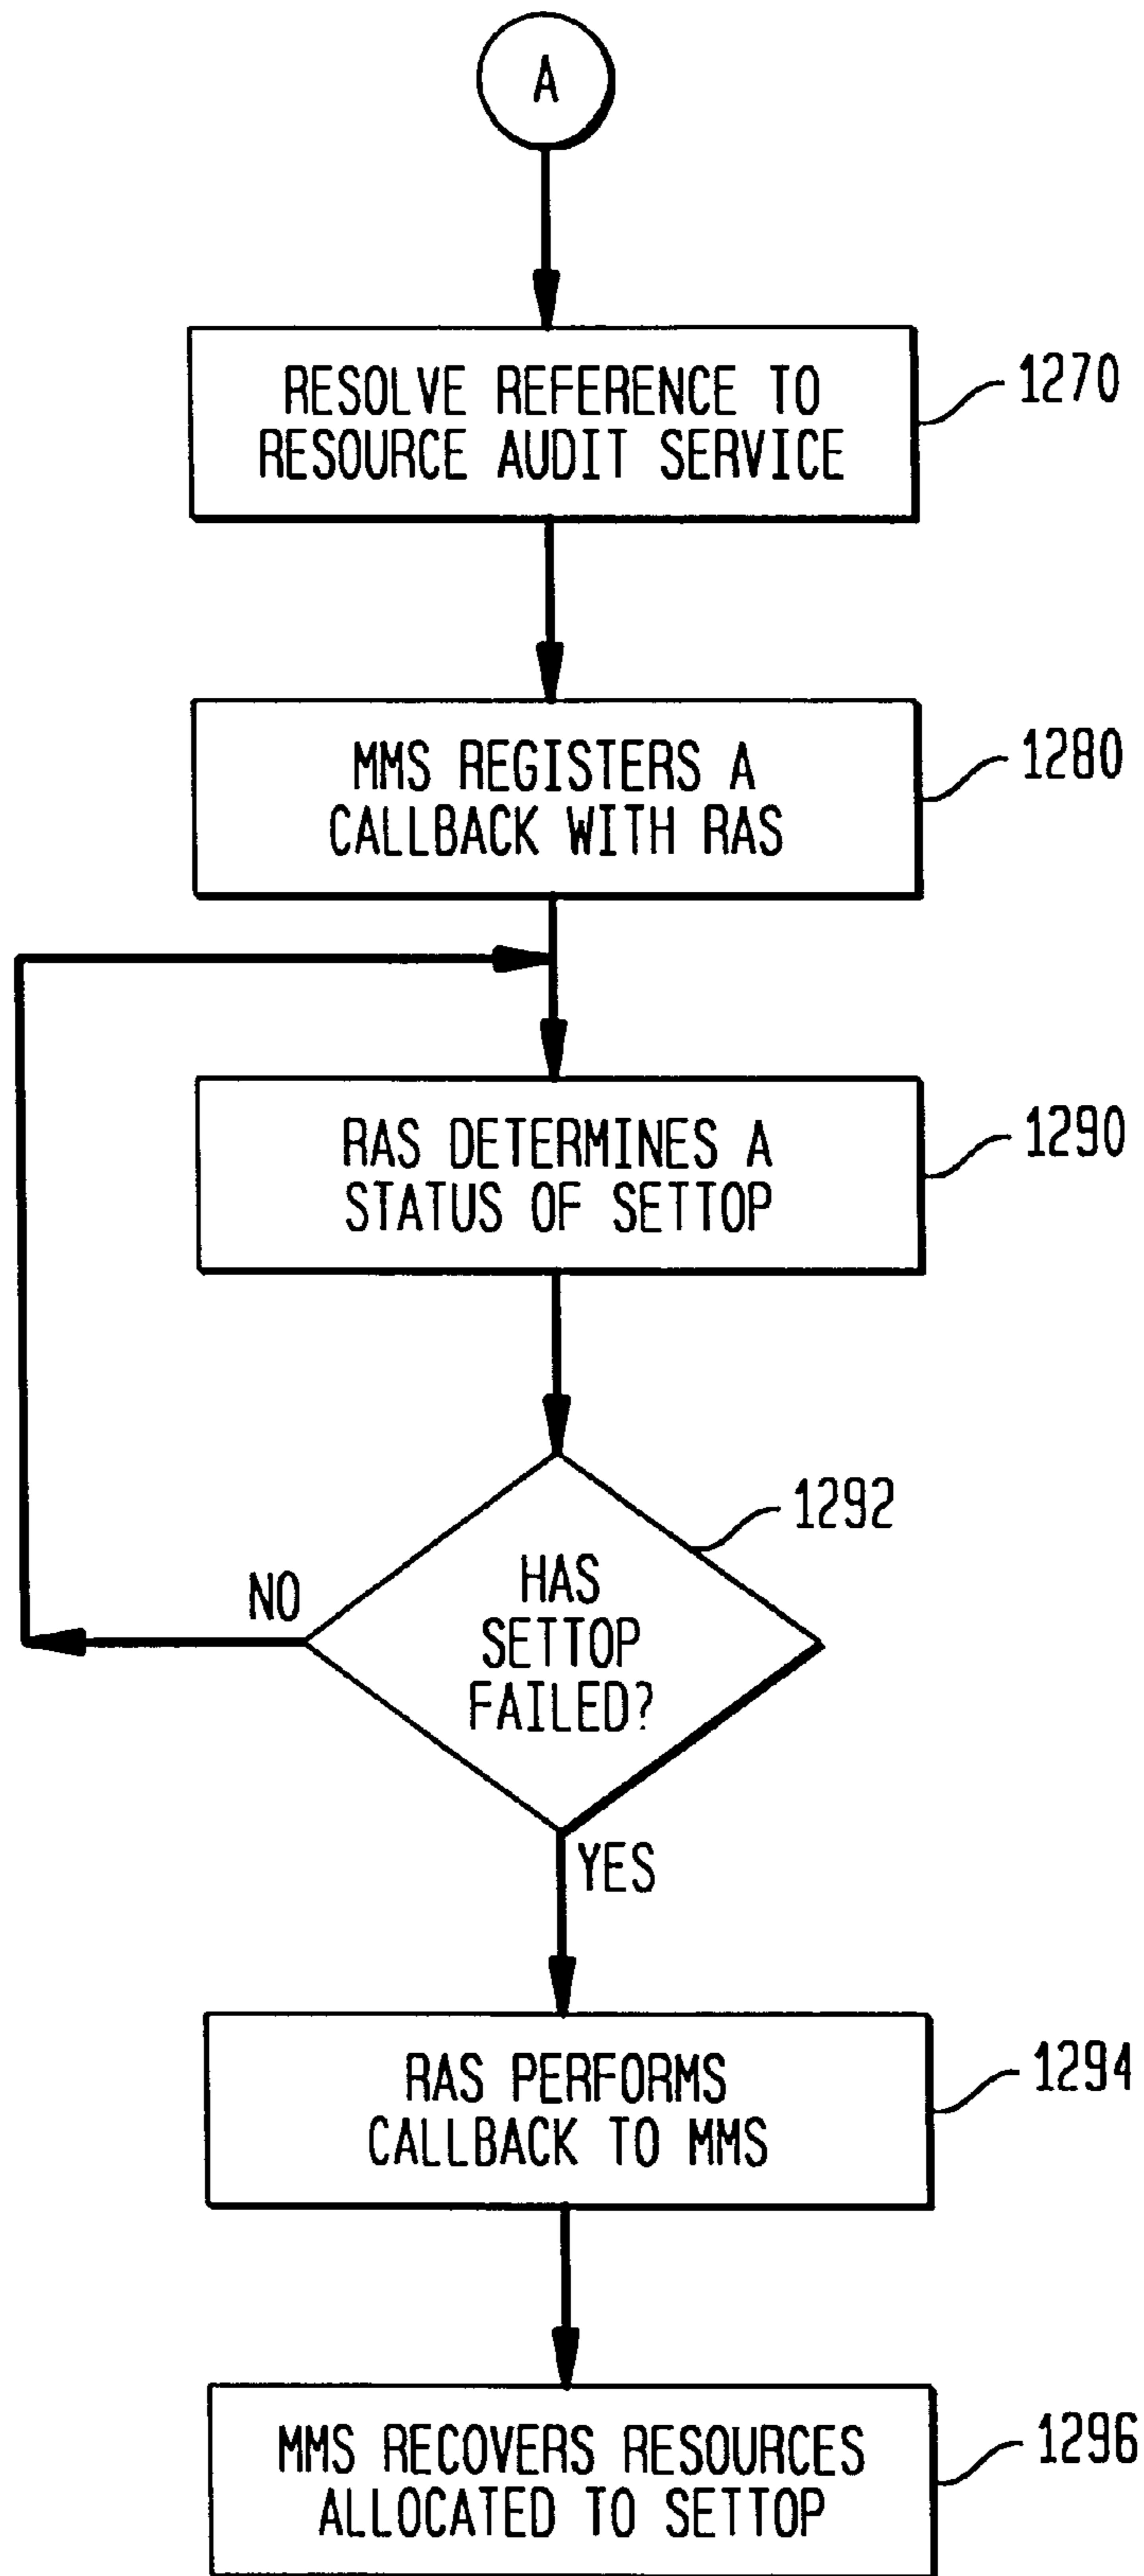 A
RESOLVE REFERENCE TO
RESOURCE AUDIT SERVICE
1270
MMS REGISTERS A
CALLBACK WITH RAS
1280
RAS DETERMINES A
STATUS OF SETTOP
1290
HAS
SETTOP
FAILED?
1292
NO
YES
RAS PERFORMS
CALLBACK TO MMS
1294
MMS RECOVERS RESOURCES
ALLOCATED TO SETTOP
1296